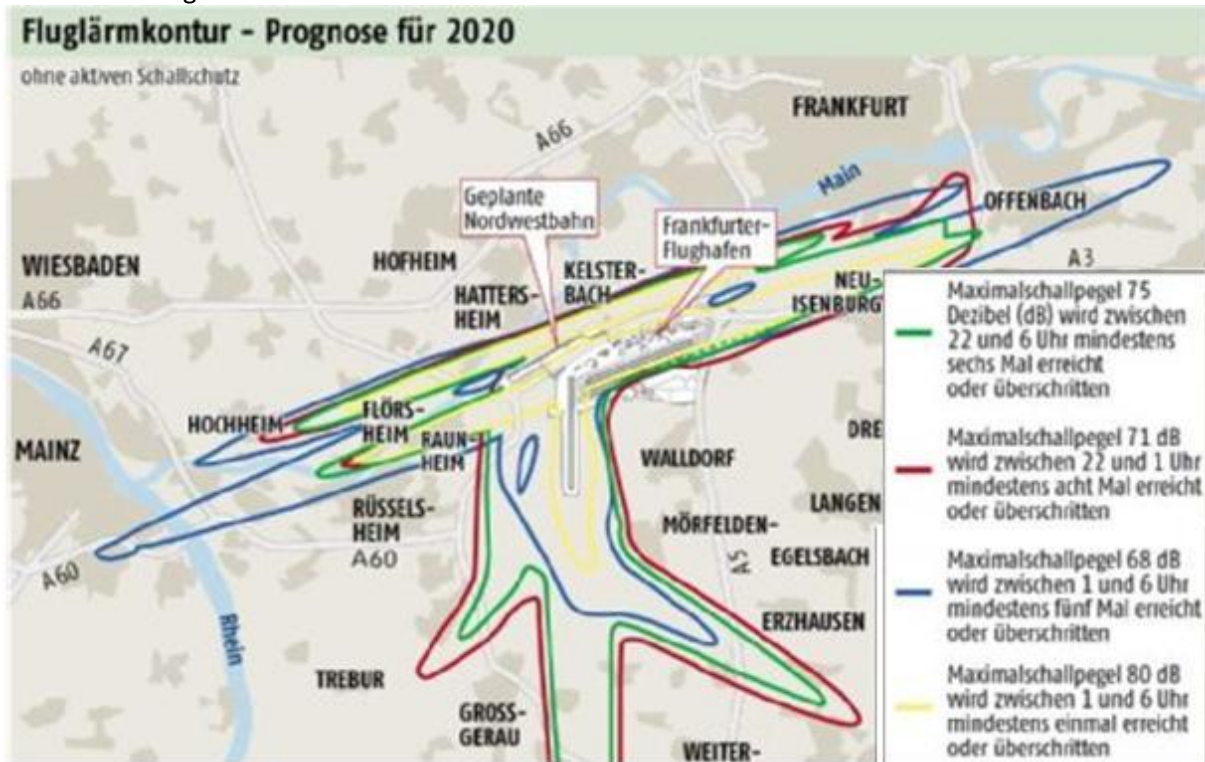 Fluglärmkontur - Prognose für 2020
ohne aktiven Schallschutz
FRANKFURT
A66
Main
Geplante
Nordwestbahn
OFFENBACH
Frankfurter-
Flughafen
WIESBADEN
HOFHEIM
KELSTER-
BACH
A3
A66
HATTERS-
HEIM
NEU-
ISENBURG
A67
HOCHHEIM
FLÖRS-
HEIM
RAUN-
HEIM
MAINZ
WALLDORF
DRE
RÜSSELS-
HEIM
LANGEN
MÖRFELDEN-
A60
A60
A5
EGELSBACH
Rhein
ERZHAUSEN
TREBUR
GROSS-
GERAU
WEITER-
Maximalschallpegel 75
Dezibel (dB) wird zwischen
22 und 6 Uhr mindestens
sechs Mal erreicht
oder überschritten
Maximalschallpegel 71 dB
wird zwischen 22 und 1 Uhr
mindestens acht Mal erreicht
oder überschritten
Maximalschallpegel 68 dB
wird zwischen 1 und 6 Uhr
mindestens fünf Mal erreicht
oder überschritten
Maximalschallpegel 80 dB
wird zwischen 1 und 6 Uhr
mindestens einmal erreicht
oder überschritten